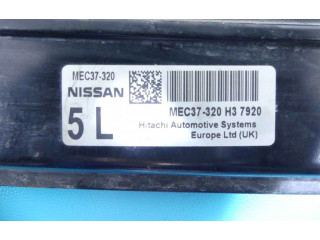 MEC37-320
NISSAN
5 L
MEC37-320 H3 7920
Hitachi Automotive Systems
Europe Ltd (UK)